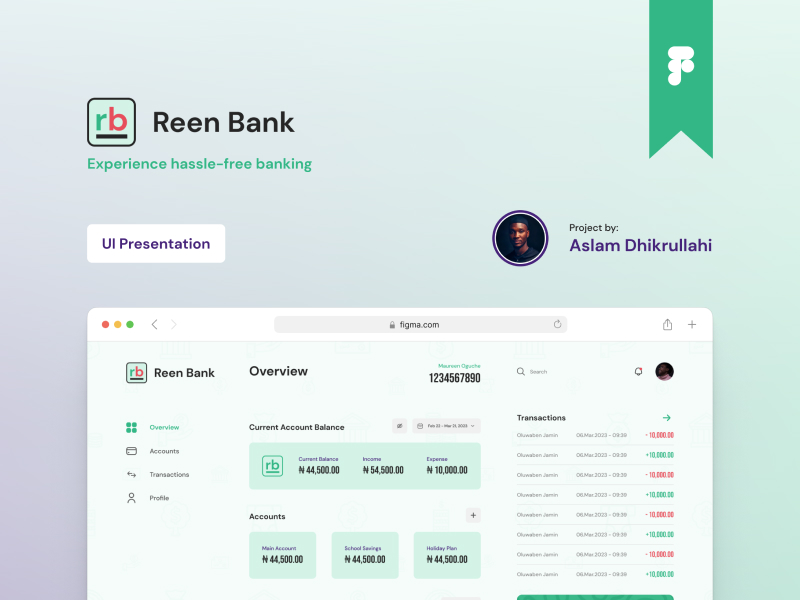 rb
Reen Bank
Experience hassle-free banking
UI Presentation
Project by:
Aslam Dhikrullahi
figma.com
rb
Reen Bank
Overview
Accounts
Transactions
Profile
Overview
Maureen Oguche
1234567890
Search
Current Account Balance
Feb 22 - Mar 21, 2023
rb
Current Balance
₦ 44,500.00
Income
₦ 54,500.00
Expense
₦ 10,000.00
Accounts
+
Main Account
₦ 44,500.00
School Savings
₦ 44,500.00
Holiday Plan
₦ 44,500.00
Transactions
Oluwaben Jamin 06.Mar.2023 - 09:39 - 10,000.00
Oluwaben Jamin 06.Mar.2023 - 09:39 +10,000.00
Oluwaben Jamin 06.Mar.2023 - 09:39 - 10,000.00
Oluwaben Jamin 06.Mar.2023 - 09:39 +10,000.00
Oluwaben Jamin 06.Mar.2023 - 09:39 - 10,000.00
Oluwaben Jamin 06.Mar.2023 - 09:39 +10,000.00
Oluwaben Jamin 06.Mar.2023 - 09:39 - 10,000.00
Oluwaben Jamin 06.Mar.2023 - 09:39 +10,000.00